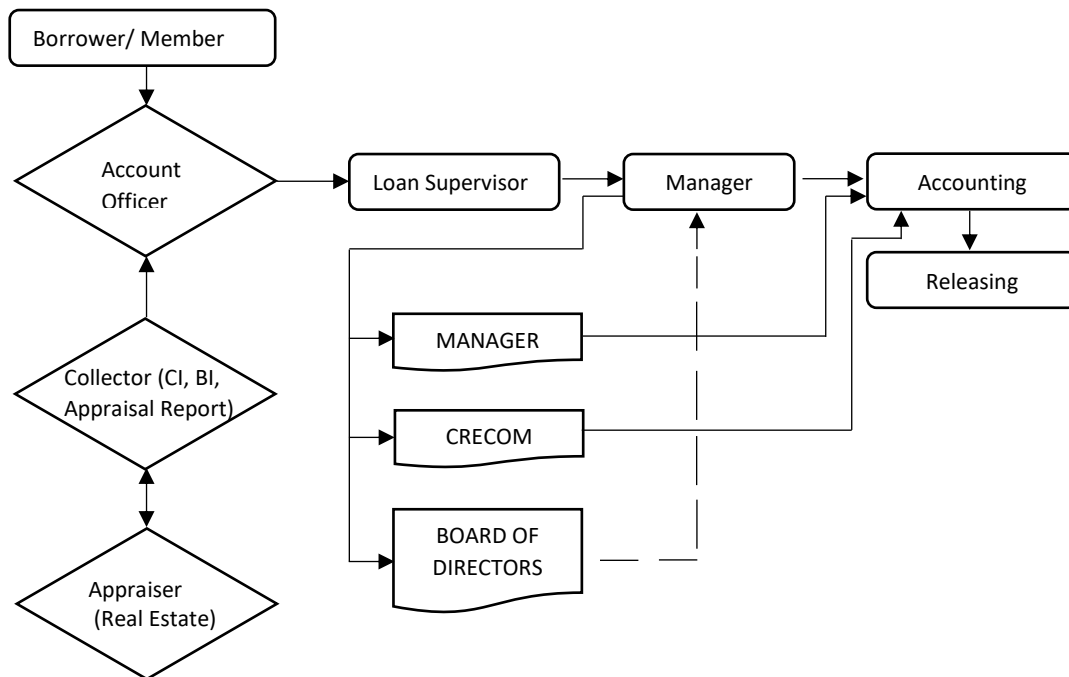 Borrower/ Member
Account
Officer
Loan Supervisor
Manager
Accounting
Releasing
MANAGER
Collector (CI, BI,
Appraisal Report)
CRECOM
BOARD OF
DIRECTORS
Appraiser
(Real Estate)